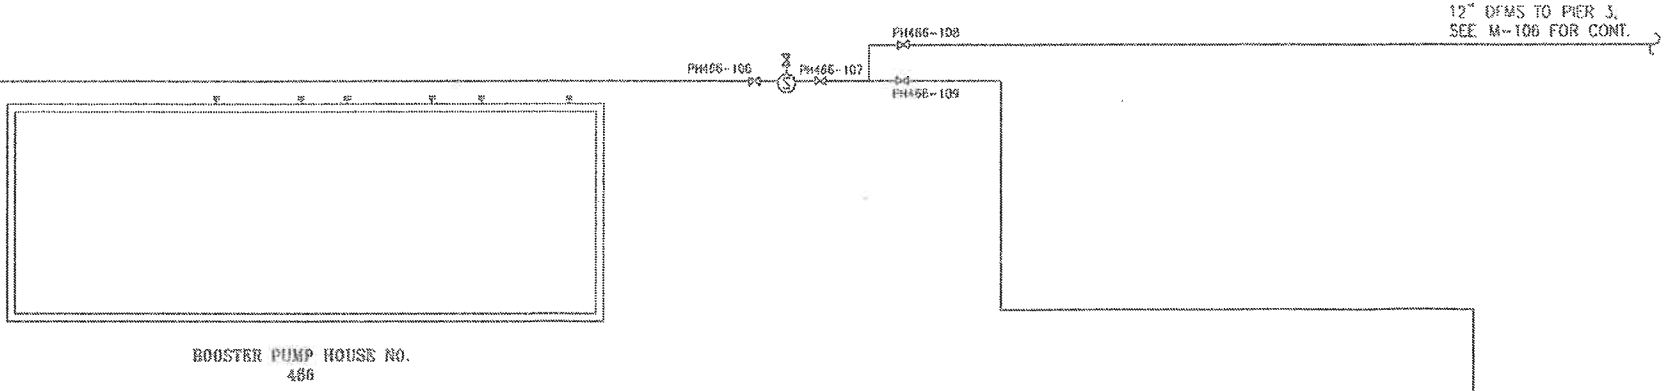 12" DFMS TO PIER 3,
SEE M-106 FOR CONT.
PH466-108
PH466-106
S
PH466-107
PH466-109
BOOSTER PUMP HOUSE NO.
466